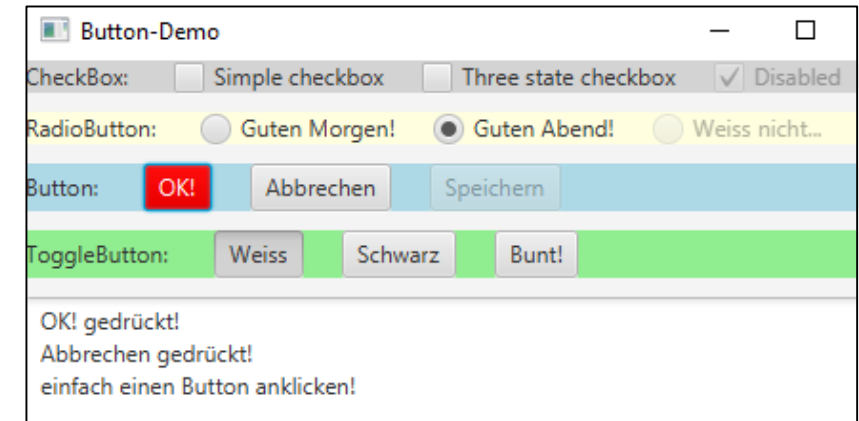 Button-Demo
CheckBox: Simple checkbox Three state checkbox Disabled
RadioButton: Guten Morgen! Guten Abend! Weiss nicht...
Button: OK! Abbrechen Speichern
ToggleButton: Weiss Schwarz Bunt!
OK! gedrückt!
Abbrechen gedrückt!
einfach einen Button anklicken!